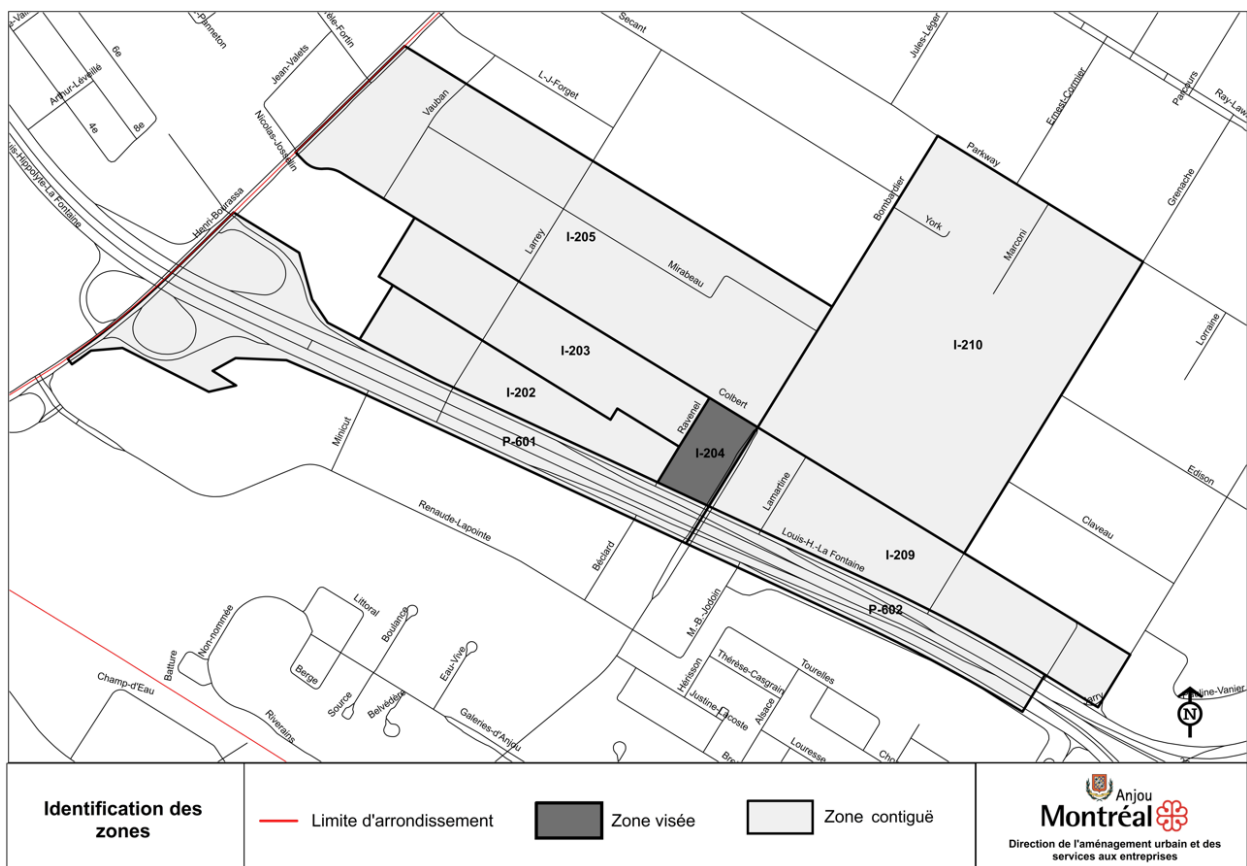 Secant
Jules-Léger
Parcours
Ernest-Cormier
6e
Jean-Valets
L-J-Forget
Arthur-Léveillé
4e
8e
Vauban
Nicolas-Josselin
Parkway
Grenache
Henri-Bourassa
Bombardier
York
Marconi
Larrey
I-205
Mirabeau
Lorraine
I-203
I-210
I-202
Colbert
Ravenel
Minicut
P-601
I-204
Lamartine
Edison
Claveau
Renaude-Lapointe
Louis-H.-La Fontaine
I-209
Béclard
P-602
M.-B.-Jodoin
Littoral
Boulance
Non-nommée
Batture
Berge
Eau-Vive
Hérisson
Thérèse-Casgrain
Tourelles
Champ-d'Eau
Source
Belvédère
Justine-Lacoste
Alsace
Riverains
Galeries-d'Anjou
Louresse
N
Identification des
zones
Limite d'arrondissement
Zone visée
Zone contiguë
Anjou
Montréal
Direction de l'aménagement urbain et des
services aux entreprises